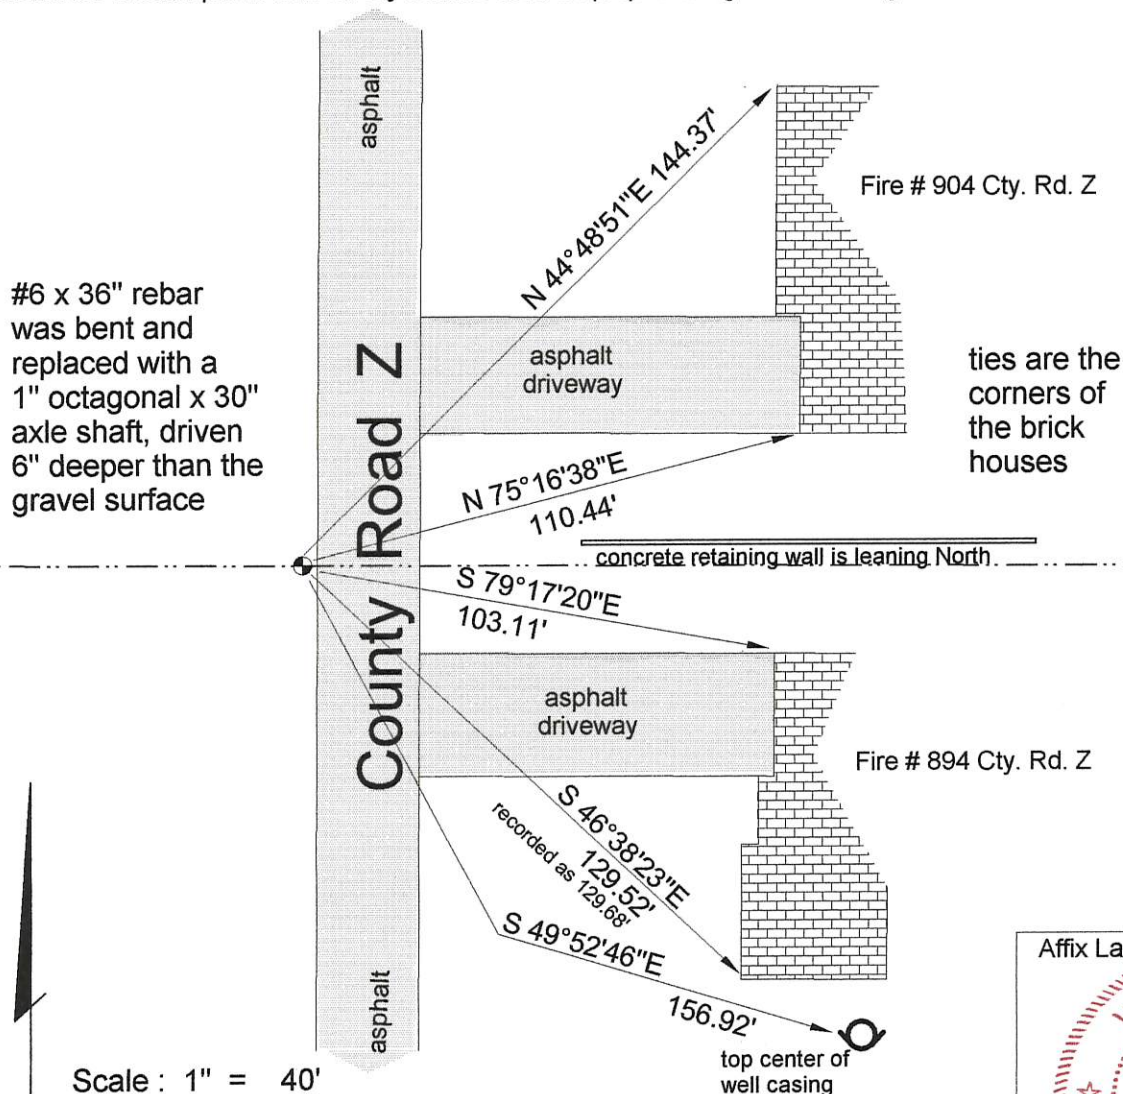 asphalt
N 44°48'51"E 144.37'
Fire # 904 Cty. Rd. Z
#6 x 36" rebar
was bent and
replaced with a
1" octagonal x 30"
axle shaft, driven
6" deeper than the
gravel surface
asphalt
driveway
ties are the
corners of
the brick
houses
County Road Z
N 75°16'38"E
110.44'
concrete retaining wall is leaning North
S 79°17'20"E
103.11'
asphalt
driveway
Fire # 894 Cty. Rd. Z
S 46°38'23"E
129.52'
recorded as 129.68'
S 49°52'46"E
156.92'
asphalt
top center of
well casing
Scale : 1" = 40'
Affix La